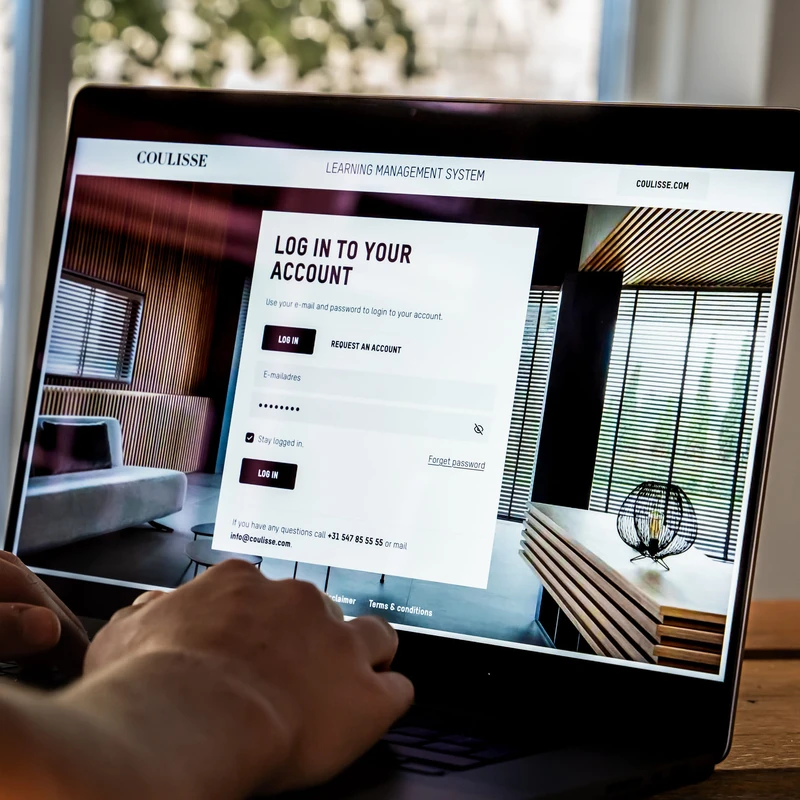 COULISSE
LEARNING MANAGEMENT SYSTEM
COULISSE.COM
LOG IN TO YOUR
ACCOUNT
Use your e-mail and password to login to your account.
LOG IN
REQUEST AN ACCOUNT
E-mailadres
Stay logged in.
Forget password
LOG IN
If you have any questions call +31 547 85 55 55 or mail
info@coulisse.com.
Terms & conditions